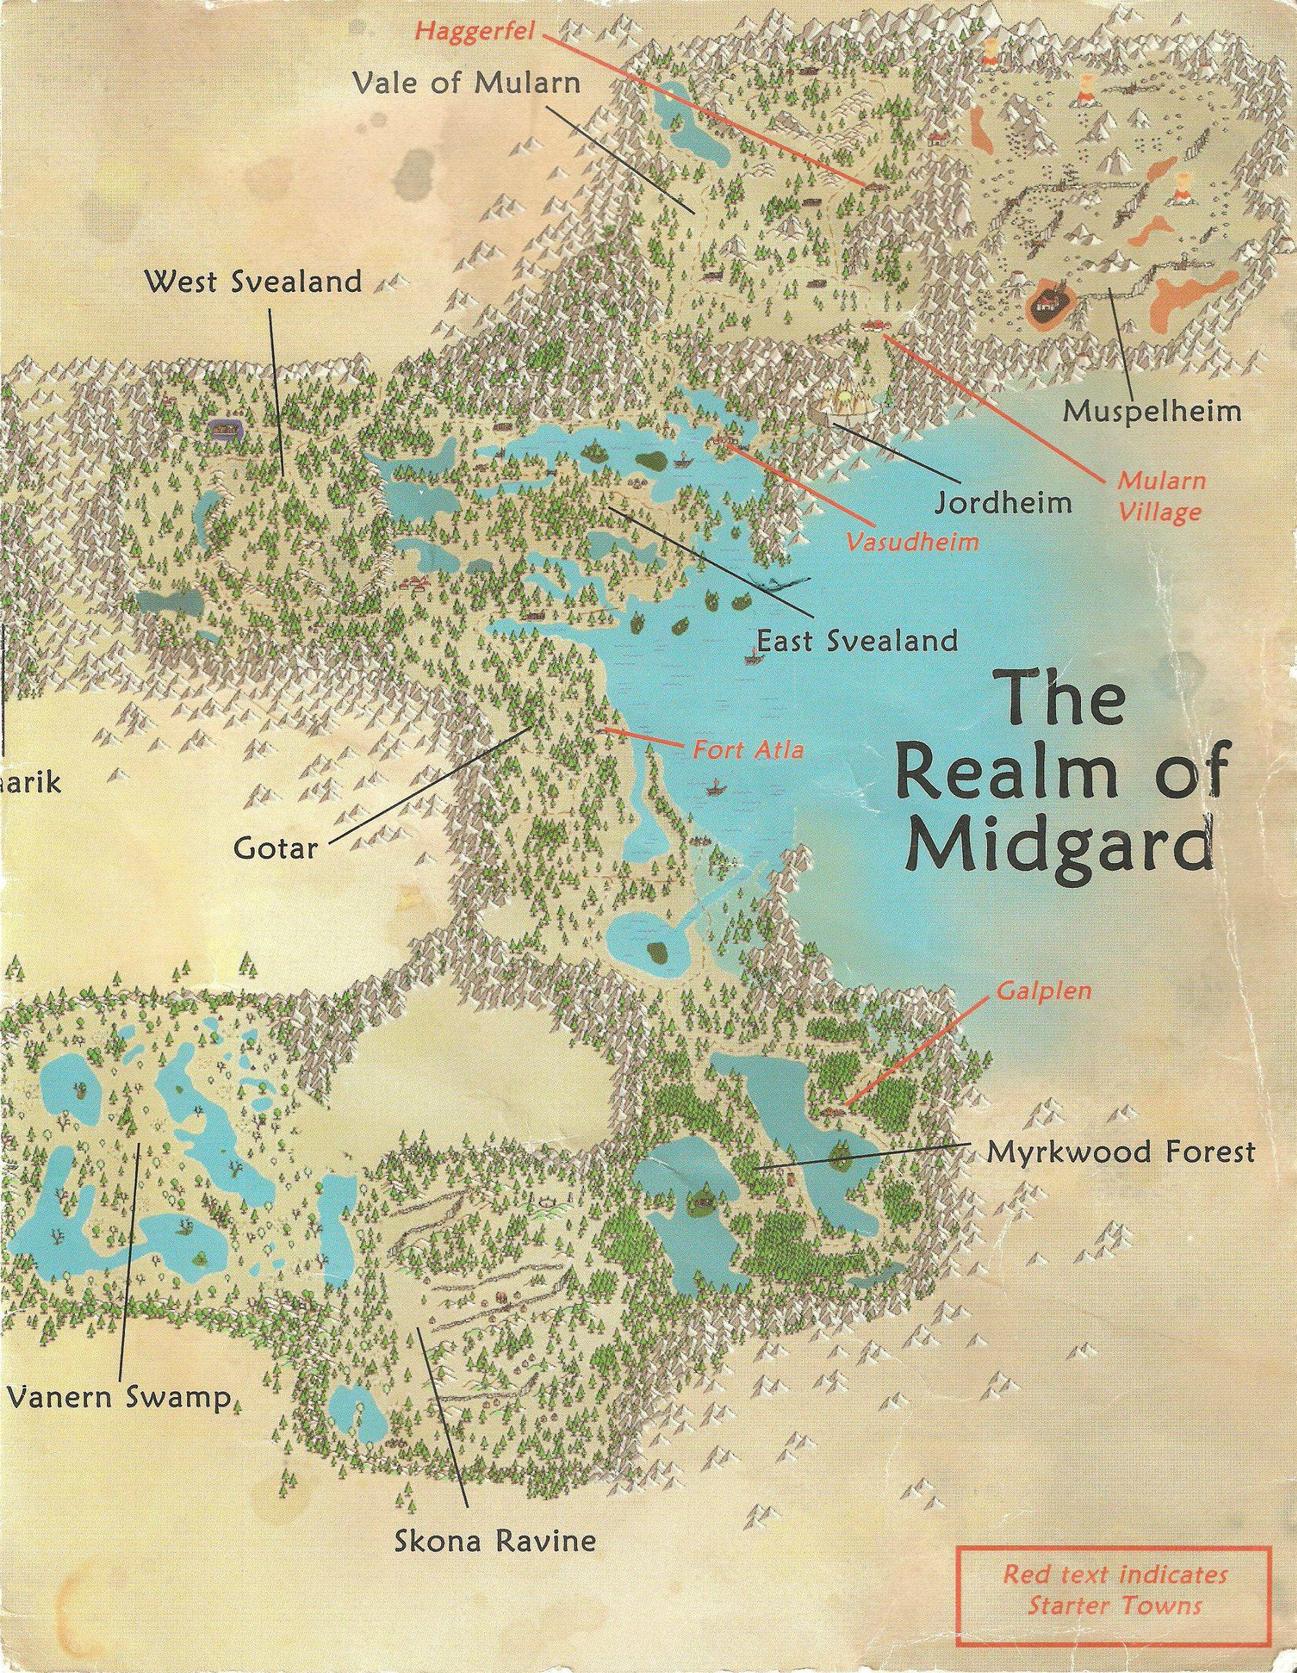 Haggerfel
Vale of Mularn
West Svealand
Muspelheim
Jordheim
Mularn
Village
Vasudheim
East Svealand
The
Realm of
Midgard
Fort Atla
arik
Gotar
Galplen
Myrkwood Forest
Vanern Swamp
Skona Ravine
Red text indicates
Starter Towns